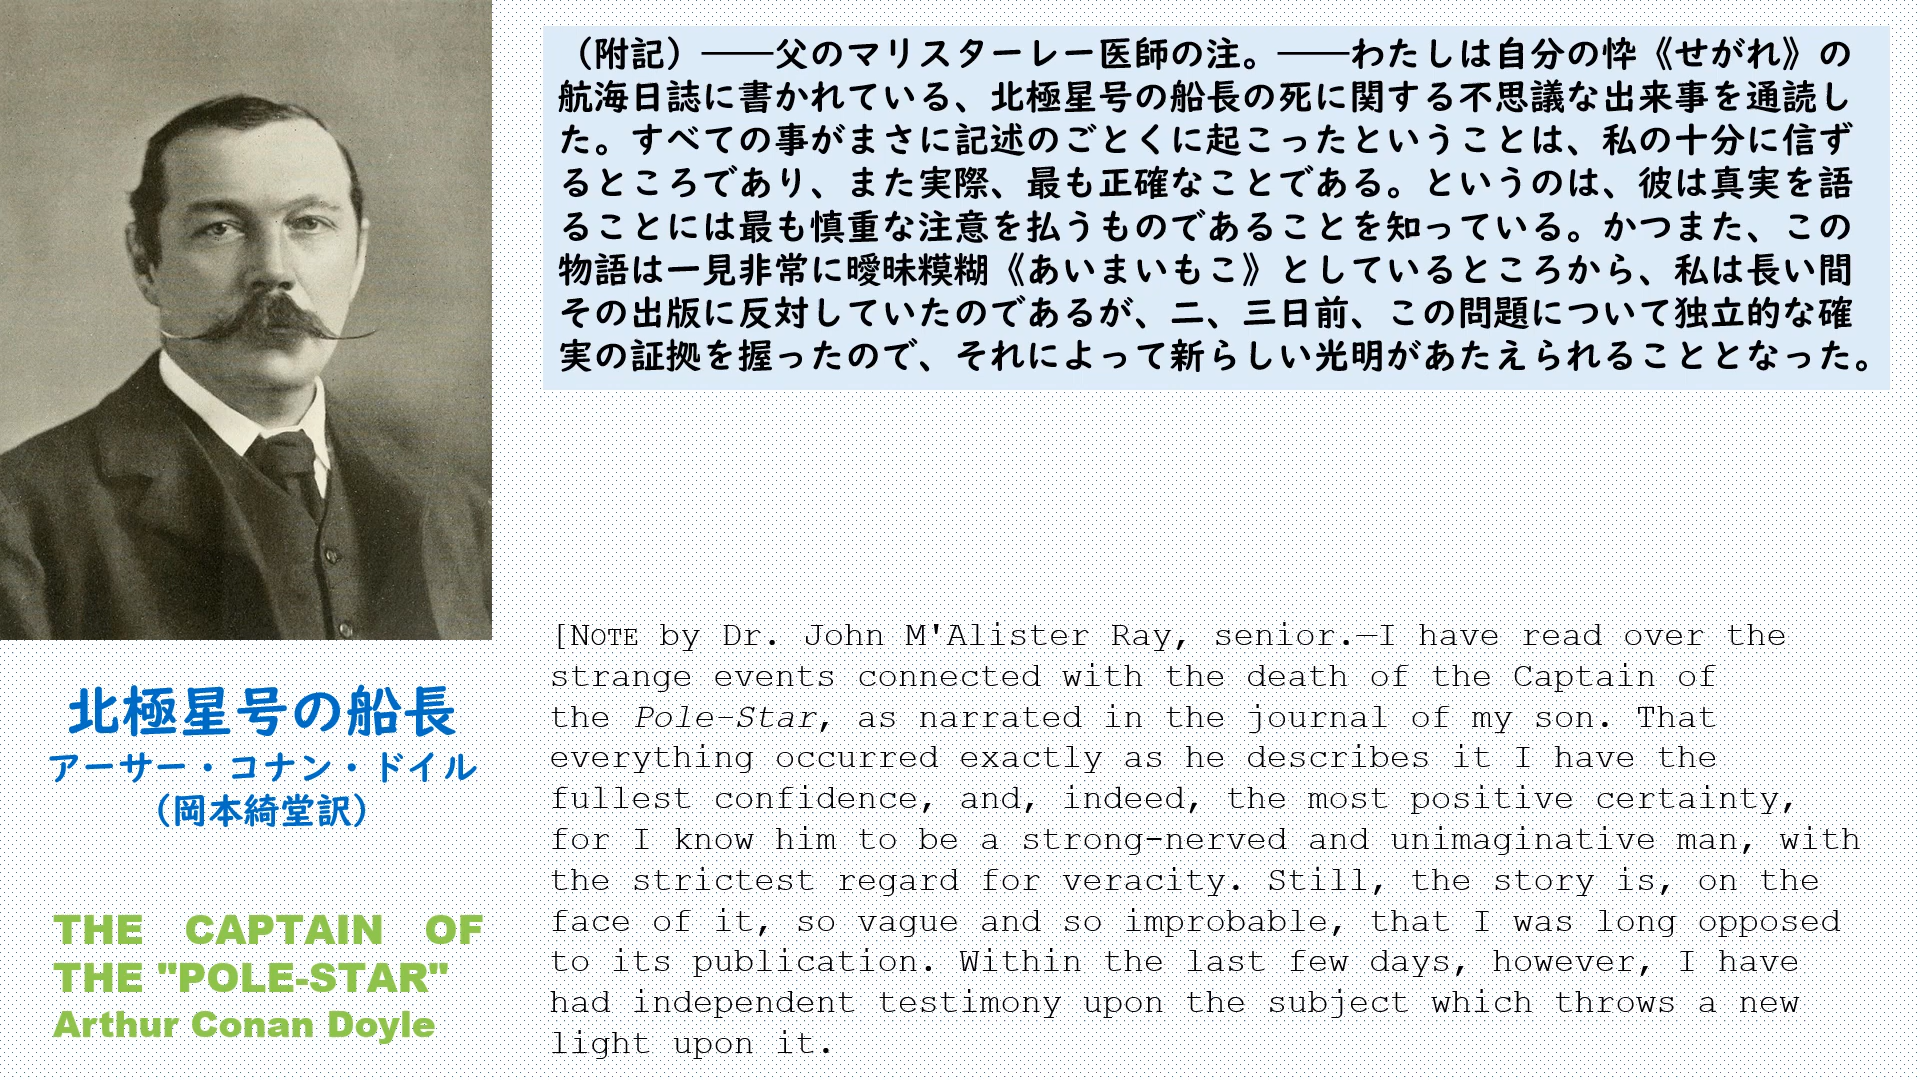 （附記）――父のマリスターレー医師の注。――わたしは自分の悴《せがれ》の
航海日誌に書かれている、北極星号の船長の死に関する不思議な出来事を通読し
た。すべての事がまさに記述のごとくに起こったということは、私の十分に信ず
るところであり、また実際、最も正確なことである。というのは、彼は真実を語
ることには最も慎重な注意を払うものであることを知っている。かつまた、この
物語は一見非常に曖昧糢糊《あいまいもこ》としているところから、私は長い間
その出版に反対していたのであるが、二、三日前、この問題について独立的な確
実の証拠を握ったので、それによって新らしい光明があたえられることとなった。
[NOTE by Dr. John M'Alister Ray, senior.—I have read over the
strange events connected with the death of the Captain of
the Pole-Star, as narrated in the journal of my son. That
everything occurred exactly as he describes it I have the
fullest confidence, and, indeed, the most positive certainty,
for I know him to be a strong-nerved and unimaginative man, with
the strictest regard for veracity. Still, the story is, on the
face of it, so vague and so improbable, that I was long opposed
to its publication. Within the last few days, however, I have
had independent testimony upon the subject which throws a new
light upon it.
北極星号の船長
アーサー・コナン・ドイル
（岡本綺堂訳）
THE CAPTAIN OF
THE "POLE-STAR"
Arthur Conan Doyle